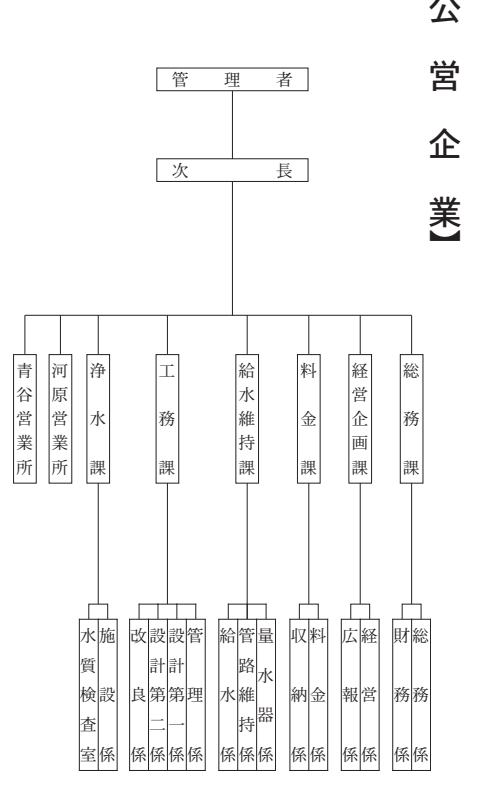 公営企業】
管理者
次長
総務課
経営企画課
料金課
給水維持課
工務課
浄水課
河原営業所
青谷営業所
総務係
財務係
経営係
広報係
料金係
収納係
量水器係
管路維持係
給水係
管理係
設計第一係
設計第二係
改良係
施設係
水質検査室